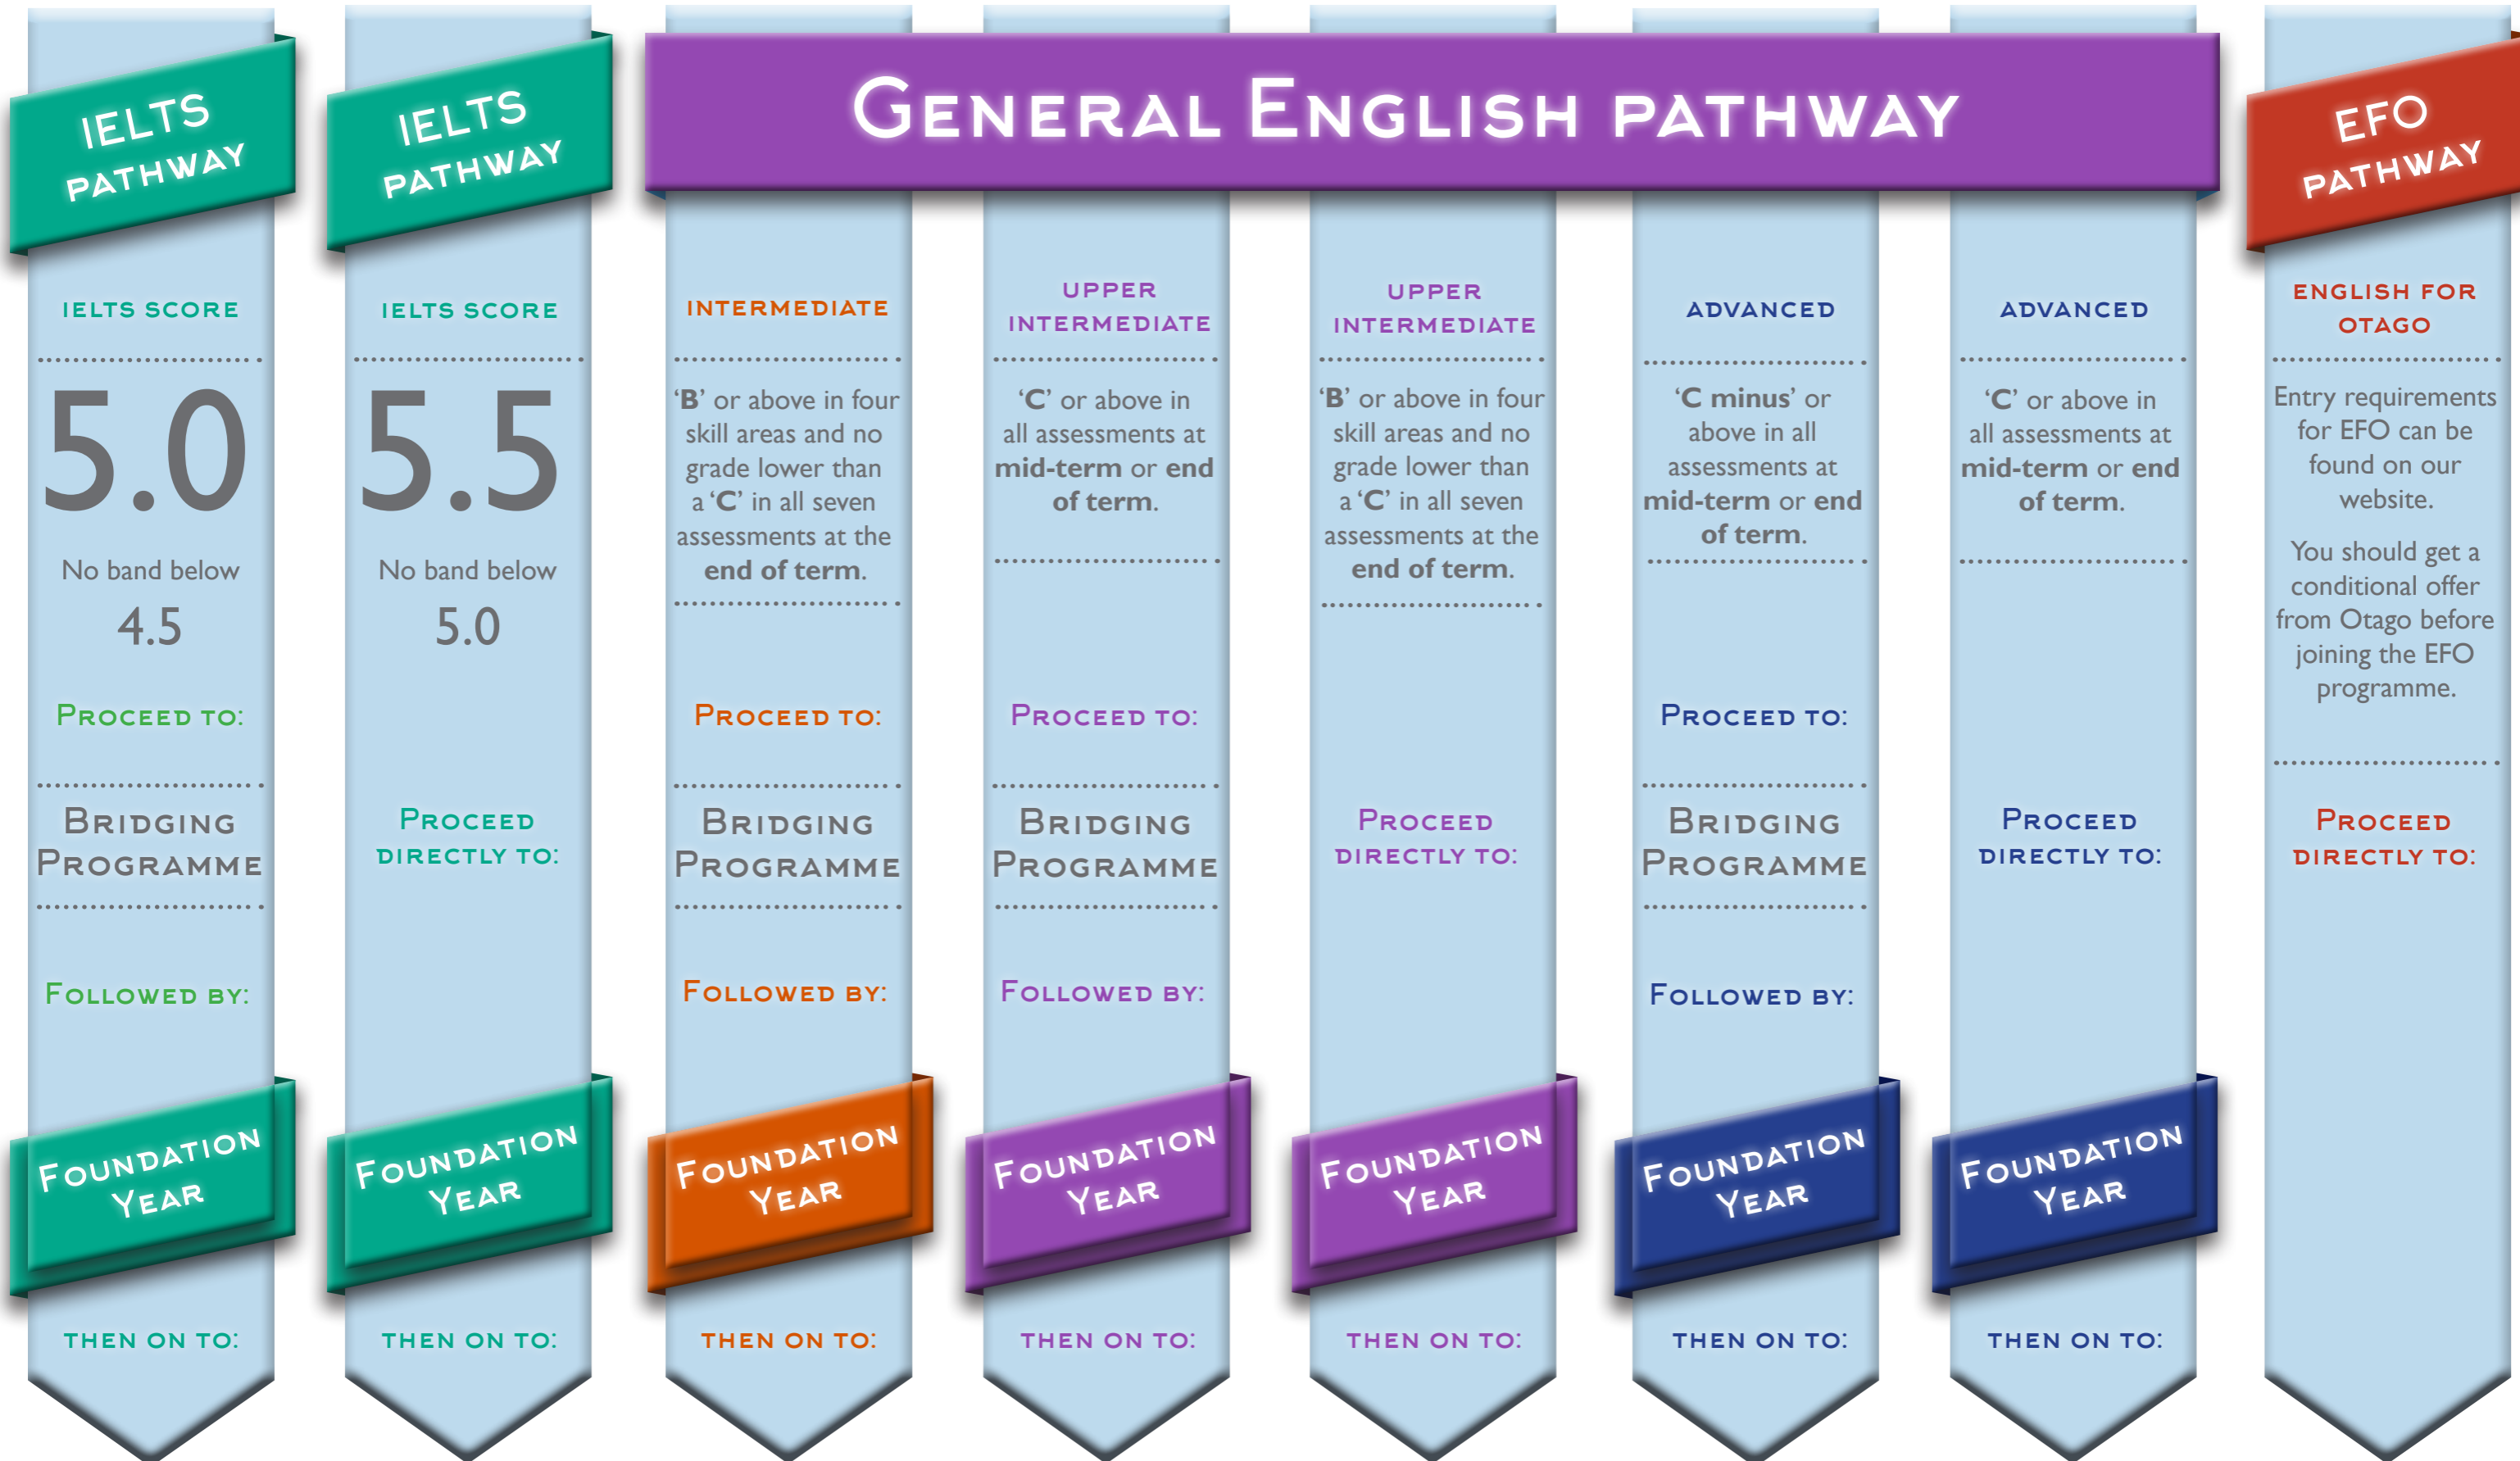 IELTS
PATHWAY
IELTS SCORE
5.0
No band below
4.5
PROCEED TO:
BRIDGING
PROGRAMME
FOLLOWED BY:
FOUNDATION
YEAR
THEN ON TO:
IELTS
PATHWAY
IELTS SCORE
5.5
No band below
5.0
PROCEED
DIRECTLY TO:
FOUNDATION
YEAR
THEN ON TO:
GENERAL ENGLISH PATHWAY
INTERMEDIATE
‘B’ or above in four
skill areas and no
grade lower than
a ‘C’ in all seven
assessments at the
end of term.
PROCEED TO:
BRIDGING
PROGRAMME
FOLLOWED BY:
FOUNDATION
YEAR
THEN ON TO:
UPPER
INTERMEDIATE
‘C’ or above in
all assessments at
mid-term or end
of term.
PROCEED TO:
BRIDGING
PROGRAMME
FOLLOWED BY:
FOUNDATION
YEAR
THEN ON TO:
UPPER
INTERMEDIATE
‘B’ or above in four
skill areas and no
grade lower than
a ‘C’ in all seven
assessments at the
end of term.
PROCEED
DIRECTLY TO:
FOUNDATION
YEAR
THEN ON TO:
ADVANCED
‘C minus’ or
above in all
assessments at
mid-term or end
of term.
PROCEED TO:
BRIDGING
PROGRAMME
FOLLOWED BY:
FOUNDATION
YEAR
THEN ON TO:
ADVANCED
‘C’ or above in
all assessments at
mid-term or end
of term.
PROCEED
DIRECTLY TO:
FOUNDATION
YEAR
THEN ON TO:
EFO
PATHWAY
ENGLISH FOR
OTAGO
Entry requirements
for EFO can be
found on our
website.
You should get a
conditional offer
from Otago before
joining the EFO
programme.
PROCEED
DIRECTLY TO: